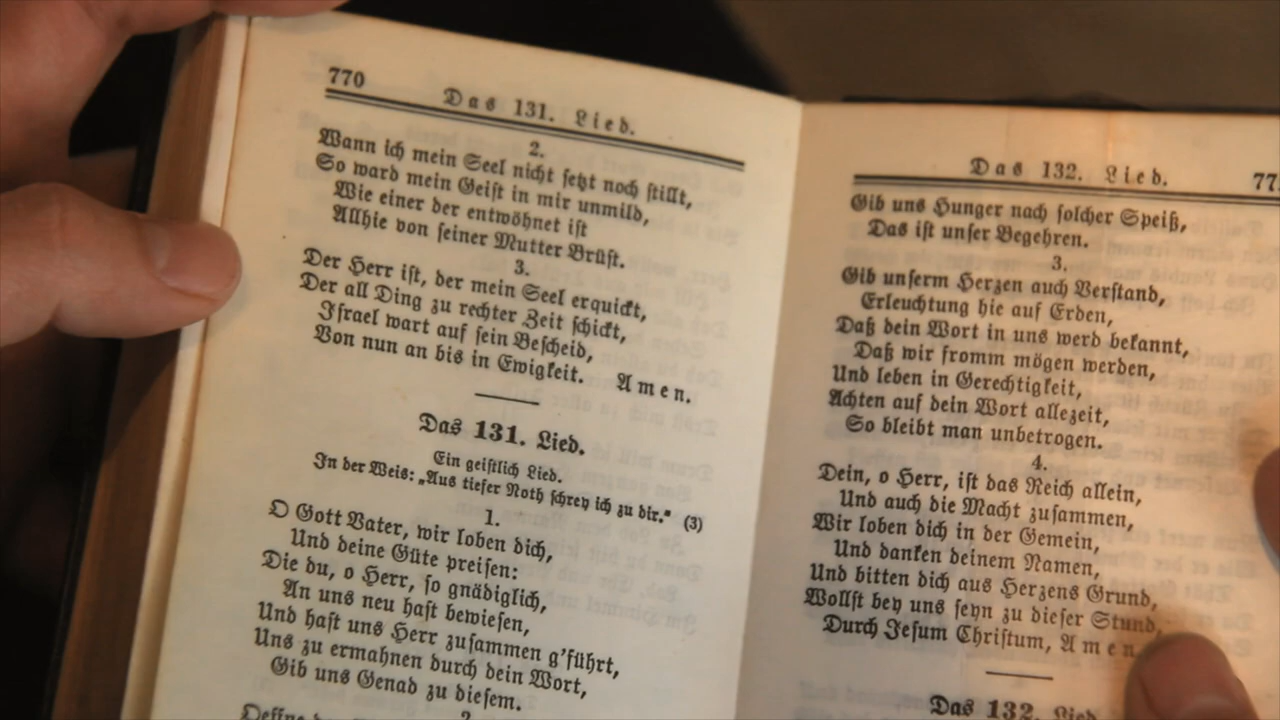 770
Das 131. Lied.
2.
Wann ich mein Seel nicht setzt noch stillt,
So ward mein Geist in mir unmild,
Wie einer der entwöhnet ist
Allhie von seiner Mutter Brüst.
3.
Der Herr ist, der mein Seel erquickt,
Der all Ding zu rechter Zeit schickt,
Israel wart auf sein Bescheid,
Von nun an bis in Ewigkeit. Amen.
Das 131. Lied.
Ein geistlich Lied.
In der Weis: „Aus tiefer Noth schrey ich zu dir." (3)
1.
O Gott Vater, wir loben dich,
Und deine Güte preisen:
Die du, o Herr, so gnädiglich,
An uns neu hast bewiesen,
Und hast uns Herr zusammen g'führt,
Uns zu ermahnen durch dein Wort,
Gib uns Genad zu diesem.
2.
Oeffne
Das 132. Lied.
Gib uns Hunger nach solcher Speiß,
Das ist unser Begehren.
3.
Gib unserm Herzen auch Verstand,
Erleuchtung hie auf Erden,
Daß dein Wort in uns werd bekannt,
Daß wir fromm mögen werden,
Und leben in Gerechtigkeit,
Achten auf dein Wort allezeit,
So bleibt man unbetrogen.
4.
Dein, o Herr, ist das Reich allein,
Und auch die Macht zusammen,
Wir loben dich in der Gemein,
Und danken deinem Namen,
Und bitten dich aus Herzens Grund,
Wollst bey uns seyn zu dieser Stund,
Durch Jesum Christum, Amen
Das 132. Lied